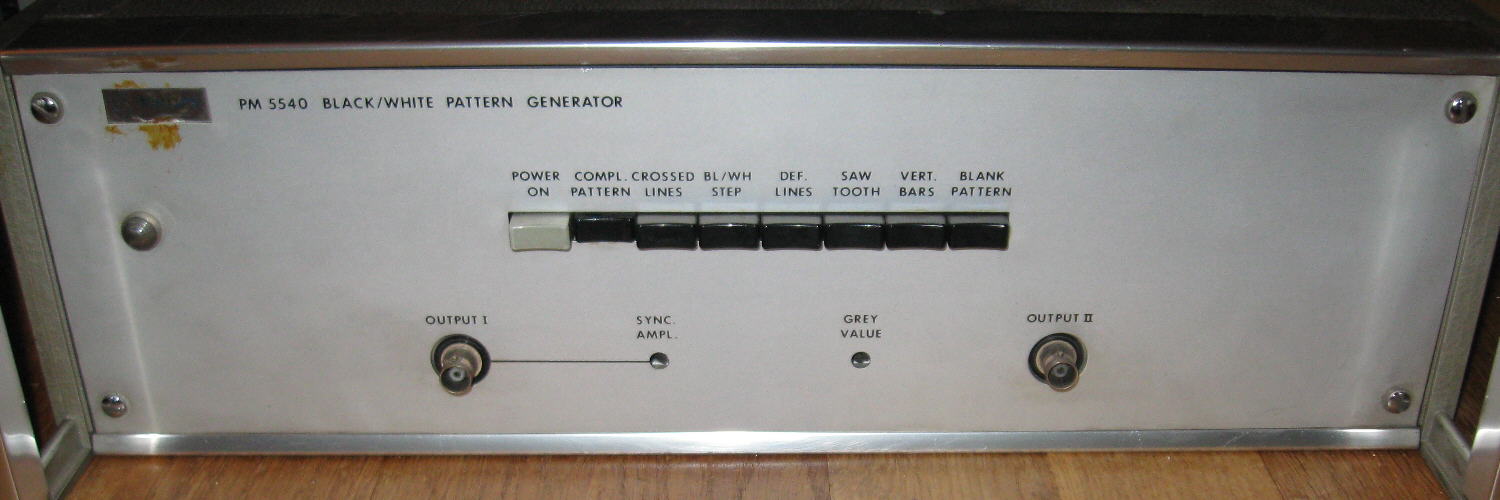 PM 5540 BLACK/WHITE PATTERN GENERATOR
POWER ON
COMPL. PATTERN
CROSSED LINES
BL/WH STEP
DEF. LINES
SAW TOOTH
VERT. BARS
BLANK PATTERN
OUTPUT I
SYNC. AMPL.
GREY VALUE
OUTPUT II